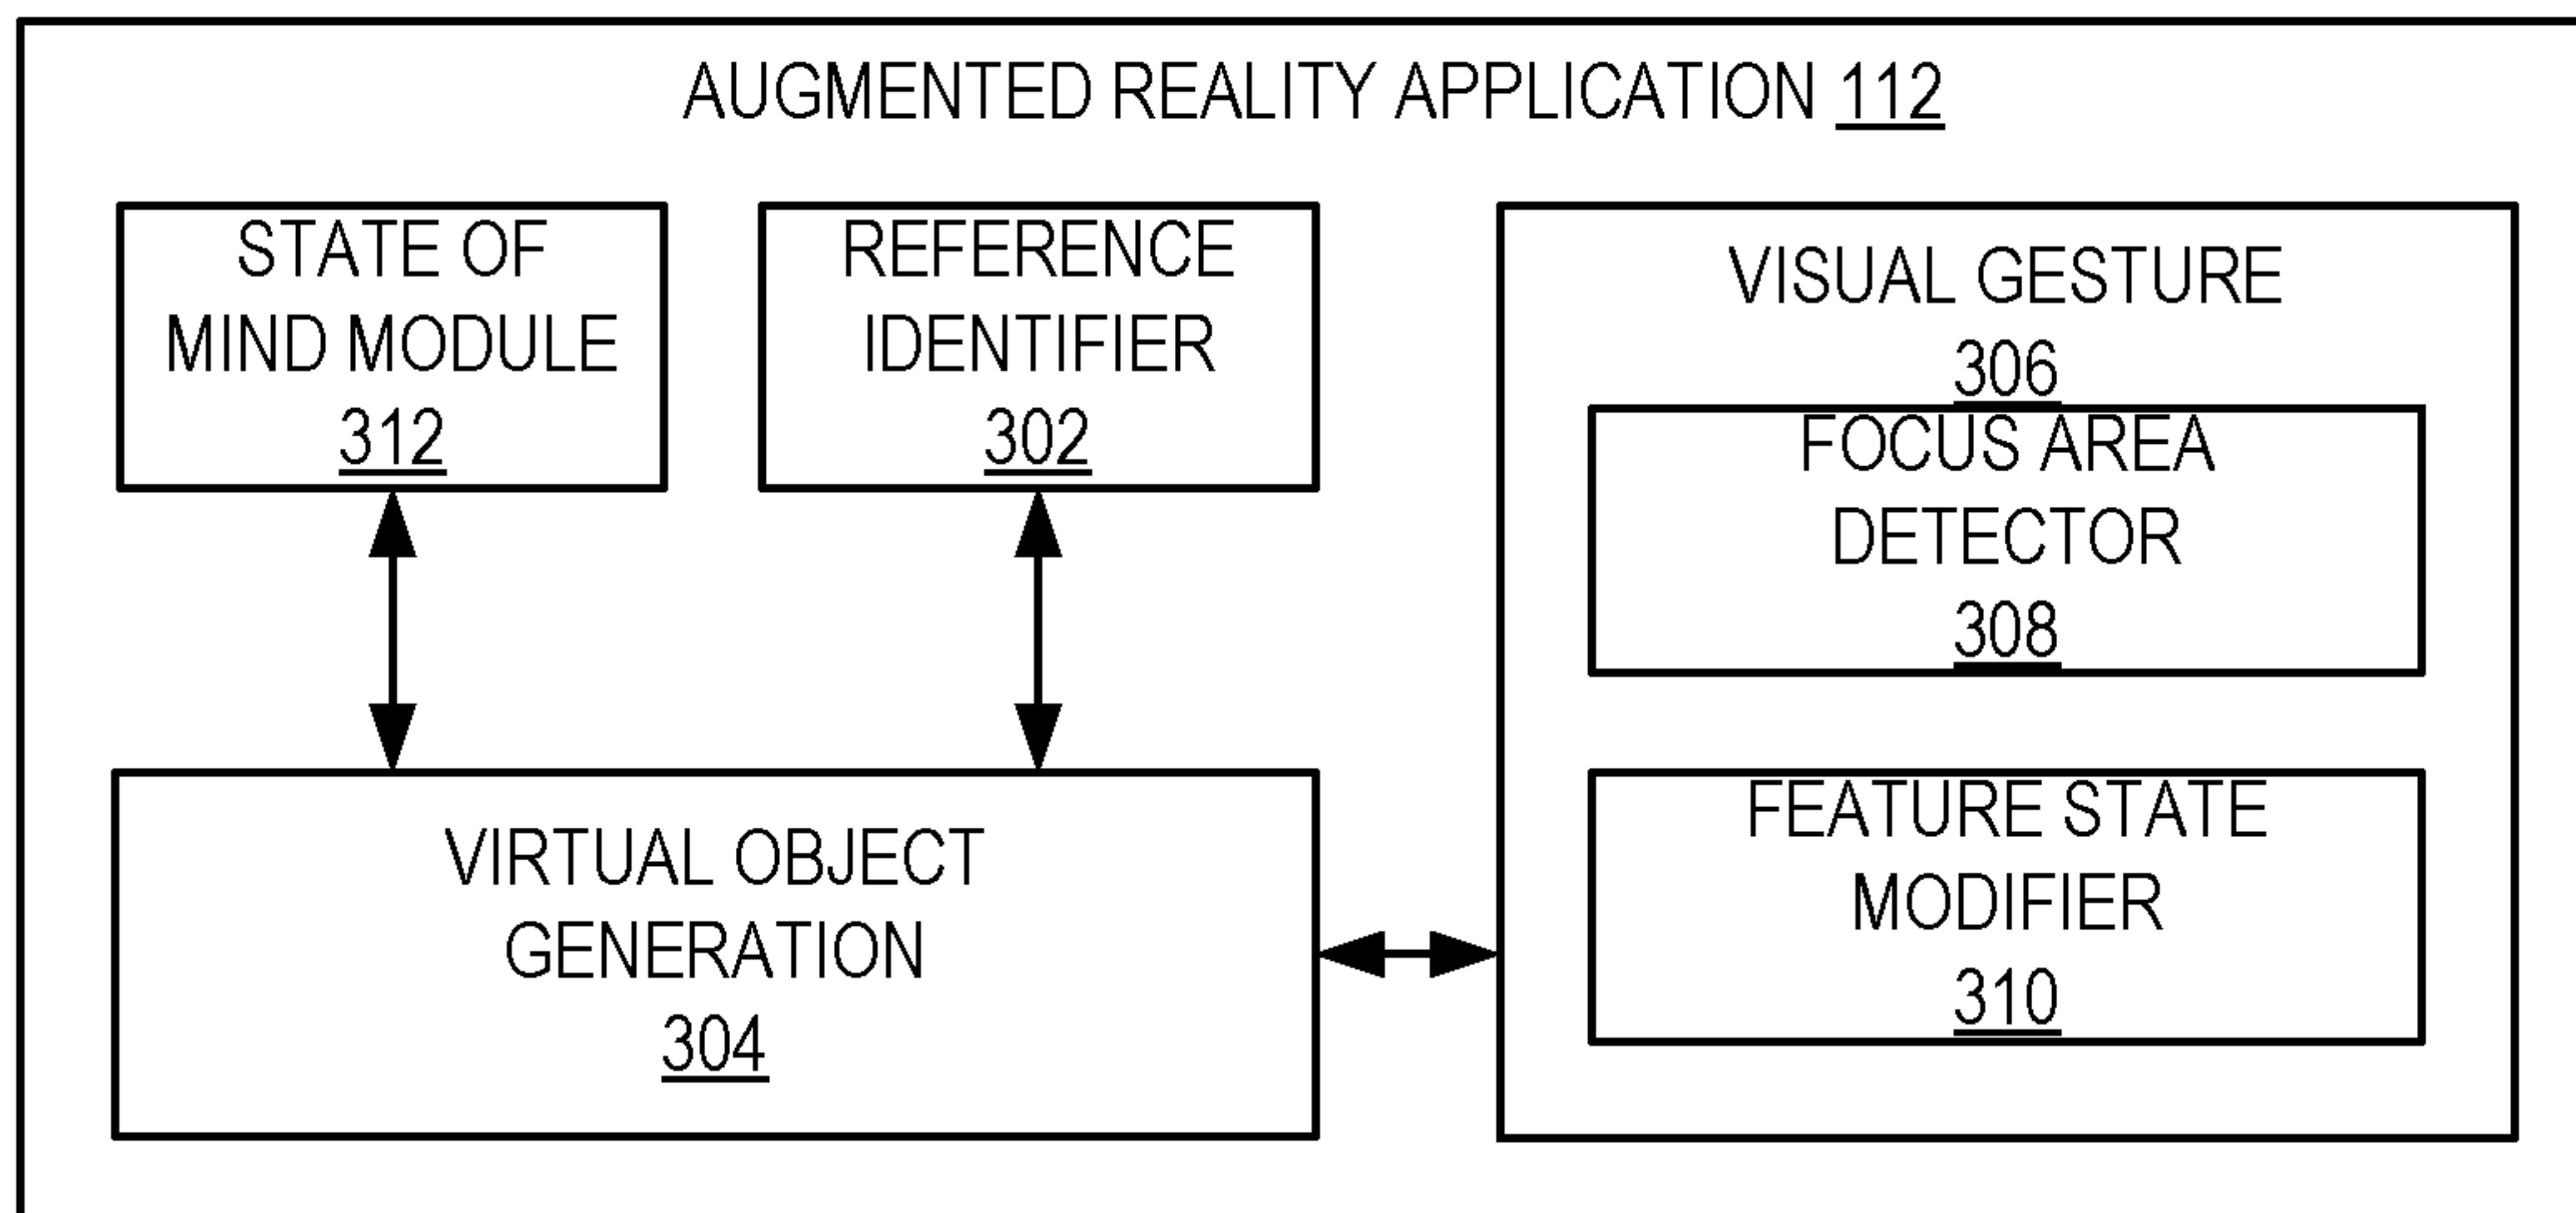 AUGMENTED REALITY APPLICATION 112
STATE OF
MIND MODULE
312
REFERENCE
IDENTIFIER
302
VISUAL GESTURE
306
FOCUS AREA
DETECTOR
308
VIRTUAL OBJECT
GENERATION
304
FEATURE STATE
MODIFIER
310